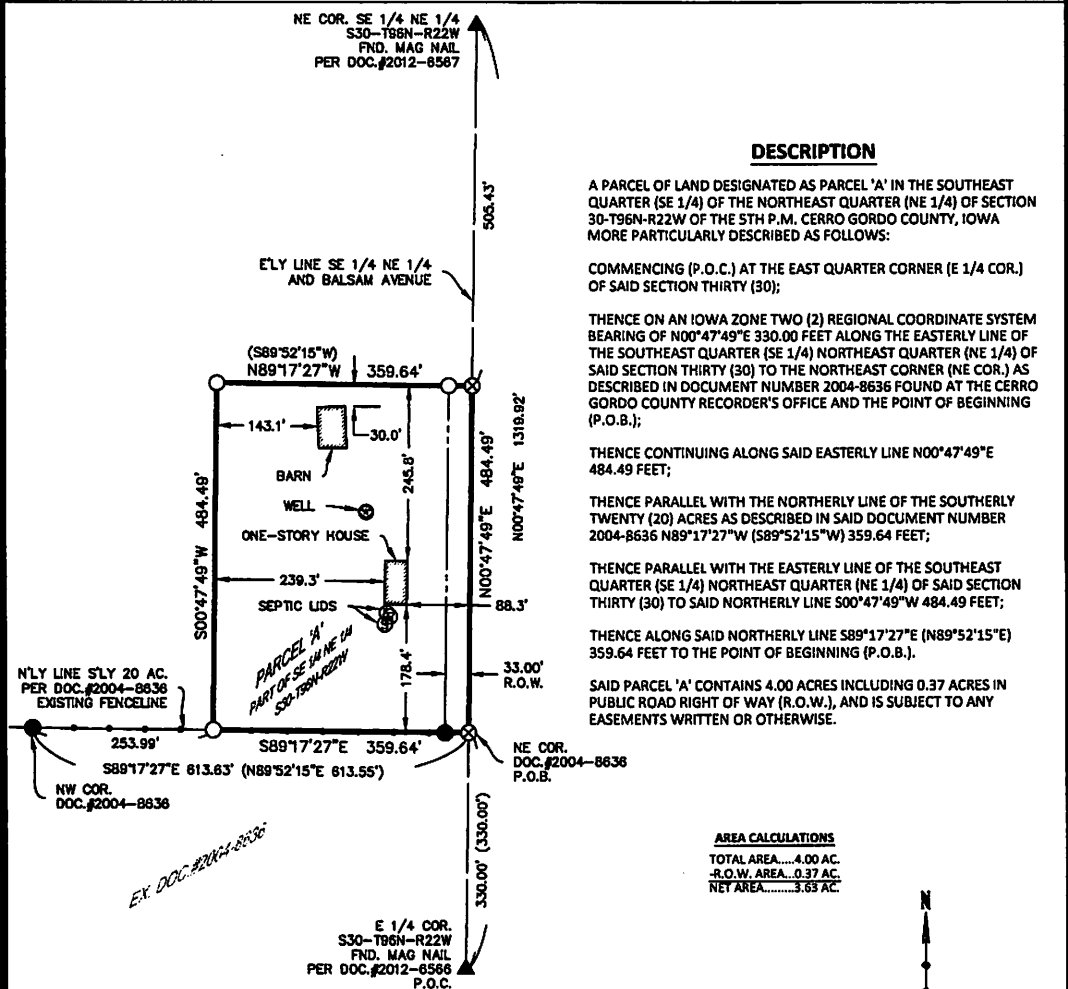 NE COR. SE 1/4 NE 1/4
S30-T96N-R22W
FND. MAG NAIL
PER DOC.#2012-6567
505.43'
E'LY LINE SE 1/4 NE 1/4
AND BALSAM AVENUE
(S89°52'15"W)
N89°17'27"W 359.64'
143.1'
30.0'
BARN
245.8'
WELL
ONE-STORY HOUSE
239.3'
SEPTIC LIDS
88.3'
S00°47'49"W 484.49'
N00°47'49"E 484.49'
N00°47'49"E 1319.92'
PARCEL 'A'
PART OF SE 1/4 NE 1/4
S30-T96N-R22W
178.4'
33.00'
R.O.W.
N'LY LINE S'LY 20 AC.
PER DOC.#2004-8636
EXISTING FENCELINE
253.99'
S89°17'27"E 359.64'
S89°17'27"E 613.63' (N89°52'15"E 613.55')
NE COR.
DOC.#2004-8636
P.O.B.
NW COR.
DOC.#2004-8636
EX. DOC.#2004-8636
330.00' (330.00')
E 1/4 COR.
S30-T96N-R22W
FND. MAG NAIL
PER DOC.#2012-6566
P.O.C.
DESCRIPTION
A PARCEL OF LAND DESIGNATED AS PARCEL 'A' IN THE SOUTHEAST
QUARTER (SE 1/4) OF THE NORTHEAST QUARTER (NE 1/4) OF SECTION
30-T96N-R22W OF THE 5TH P.M. CERRO GORDO COUNTY, IOWA
MORE PARTICULARLY DESCRIBED AS FOLLOWS:
COMMENCING (P.O.C.) AT THE EAST QUARTER CORNER (E 1/4 COR.)
OF SAID SECTION THIRTY (30);
THENCE ON AN IOWA ZONE TWO (2) REGIONAL COORDINATE SYSTEM
BEARING OF N00°47'49"E 330.00 FEET ALONG THE EASTERLY LINE OF
THE SOUTHEAST QUARTER (SE 1/4) NORTHEAST QUARTER (NE 1/4) OF
SAID SECTION THIRTY (30) TO THE NORTHEAST CORNER (NE COR.) AS
DESCRIBED IN DOCUMENT NUMBER 2004-8636 FOUND AT THE CERRO
GORDO COUNTY RECORDER'S OFFICE AND THE POINT OF BEGINNING
(P.O.B.);
THENCE CONTINUING ALONG SAID EASTERLY LINE N00°47'49"E
484.49 FEET;
THENCE PARALLEL WITH THE NORTHERLY LINE OF THE SOUTHERLY
TWENTY (20) ACRES AS DESCRIBED IN SAID DOCUMENT NUMBER
2004-8636 N89°17'27"W (S89°52'15"W) 359.64 FEET;
THENCE PARALLEL WITH THE EASTERLY LINE OF THE SOUTHEAST
QUARTER (SE 1/4) NORTHEAST QUARTER (NE 1/4) OF SAID SECTION
THIRTY (30) TO SAID NORTHERLY LINE S00°47'49"W 484.49 FEET;
THENCE ALONG SAID NORTHERLY LINE S89°17'27"E (N89°52'15"E)
359.64 FEET TO THE POINT OF BEGINNING (P.O.B.).
SAID PARCEL 'A' CONTAINS 4.00 ACRES INCLUDING 0.37 ACRES IN
PUBLIC ROAD RIGHT OF WAY (R.O.W.), AND IS SUBJECT TO ANY
EASEMENTS WRITTEN OR OTHERWISE.
AREA CALCULATIONS
TOTAL AREA.....4.00 AC.
-R.O.W. AREA...0.37 AC.
NET AREA.........3.63 AC.
N